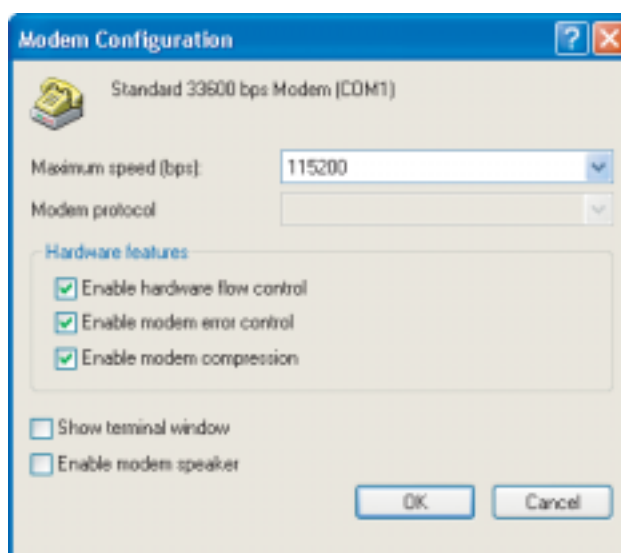 Modem Configuration
Standard 33600 bps Modem (COM1)
Maximum speed (bps): 115200
Modem protocol
Hardware features
Enable hardware flow control
Enable modem error control
Enable modem compression
Show terminal window
Enable modem speaker
OK Cancel